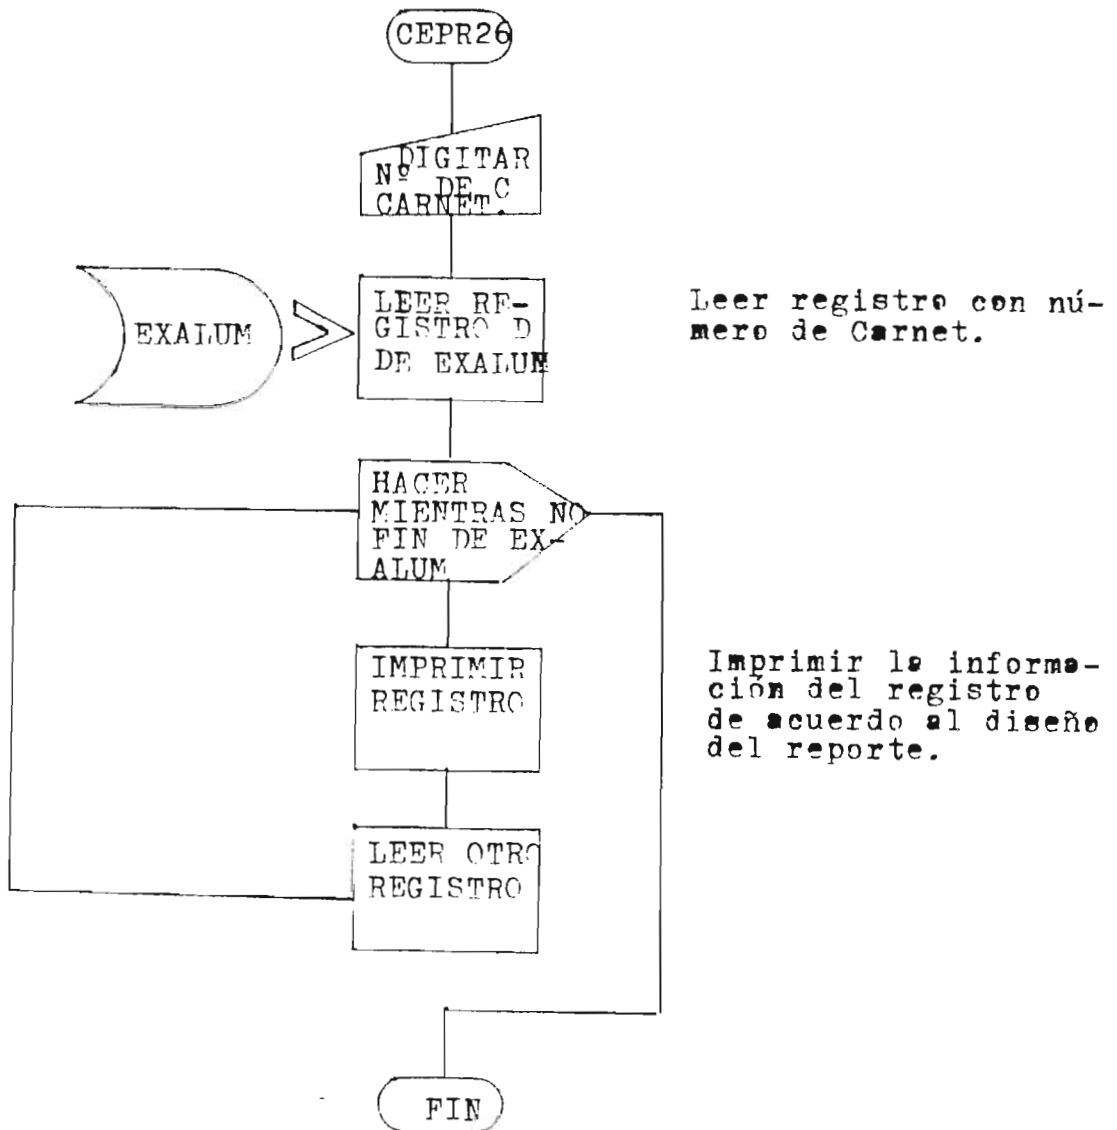 CEPR26
DIGITAR
Nº DE C
CARNET.
EXALUM
LEER RE-
GISTRO D
DE EXALUM
Leer registro con nú-
mero de Carnet.
HACER
MIENTRAS NO
FIN DE EX-
ALUM
IMPRIMIR
REGISTRO
Imprimir la informa-
ción del registro
de acuerdo al diseño
del reporte.
LEER OTRO
REGISTRO
FIN